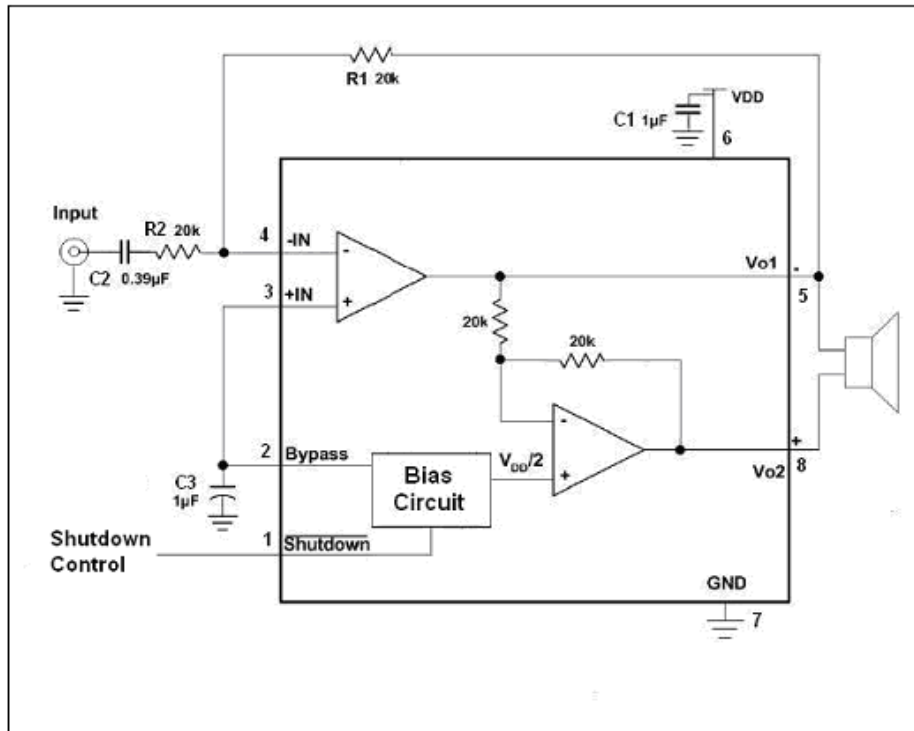 R1 20k
VDD
C1 1µF
6
Input
R2 20k
4
-IN
-
C2 0.39µF
3
+IN
+
Vo1
-
5
20k
20k
2
Bypass
-
+
C3
1µF
Bias
Circuit
VDD/2
+
Vo2
8
Shutdown
Control
1
Shutdown
GND
7